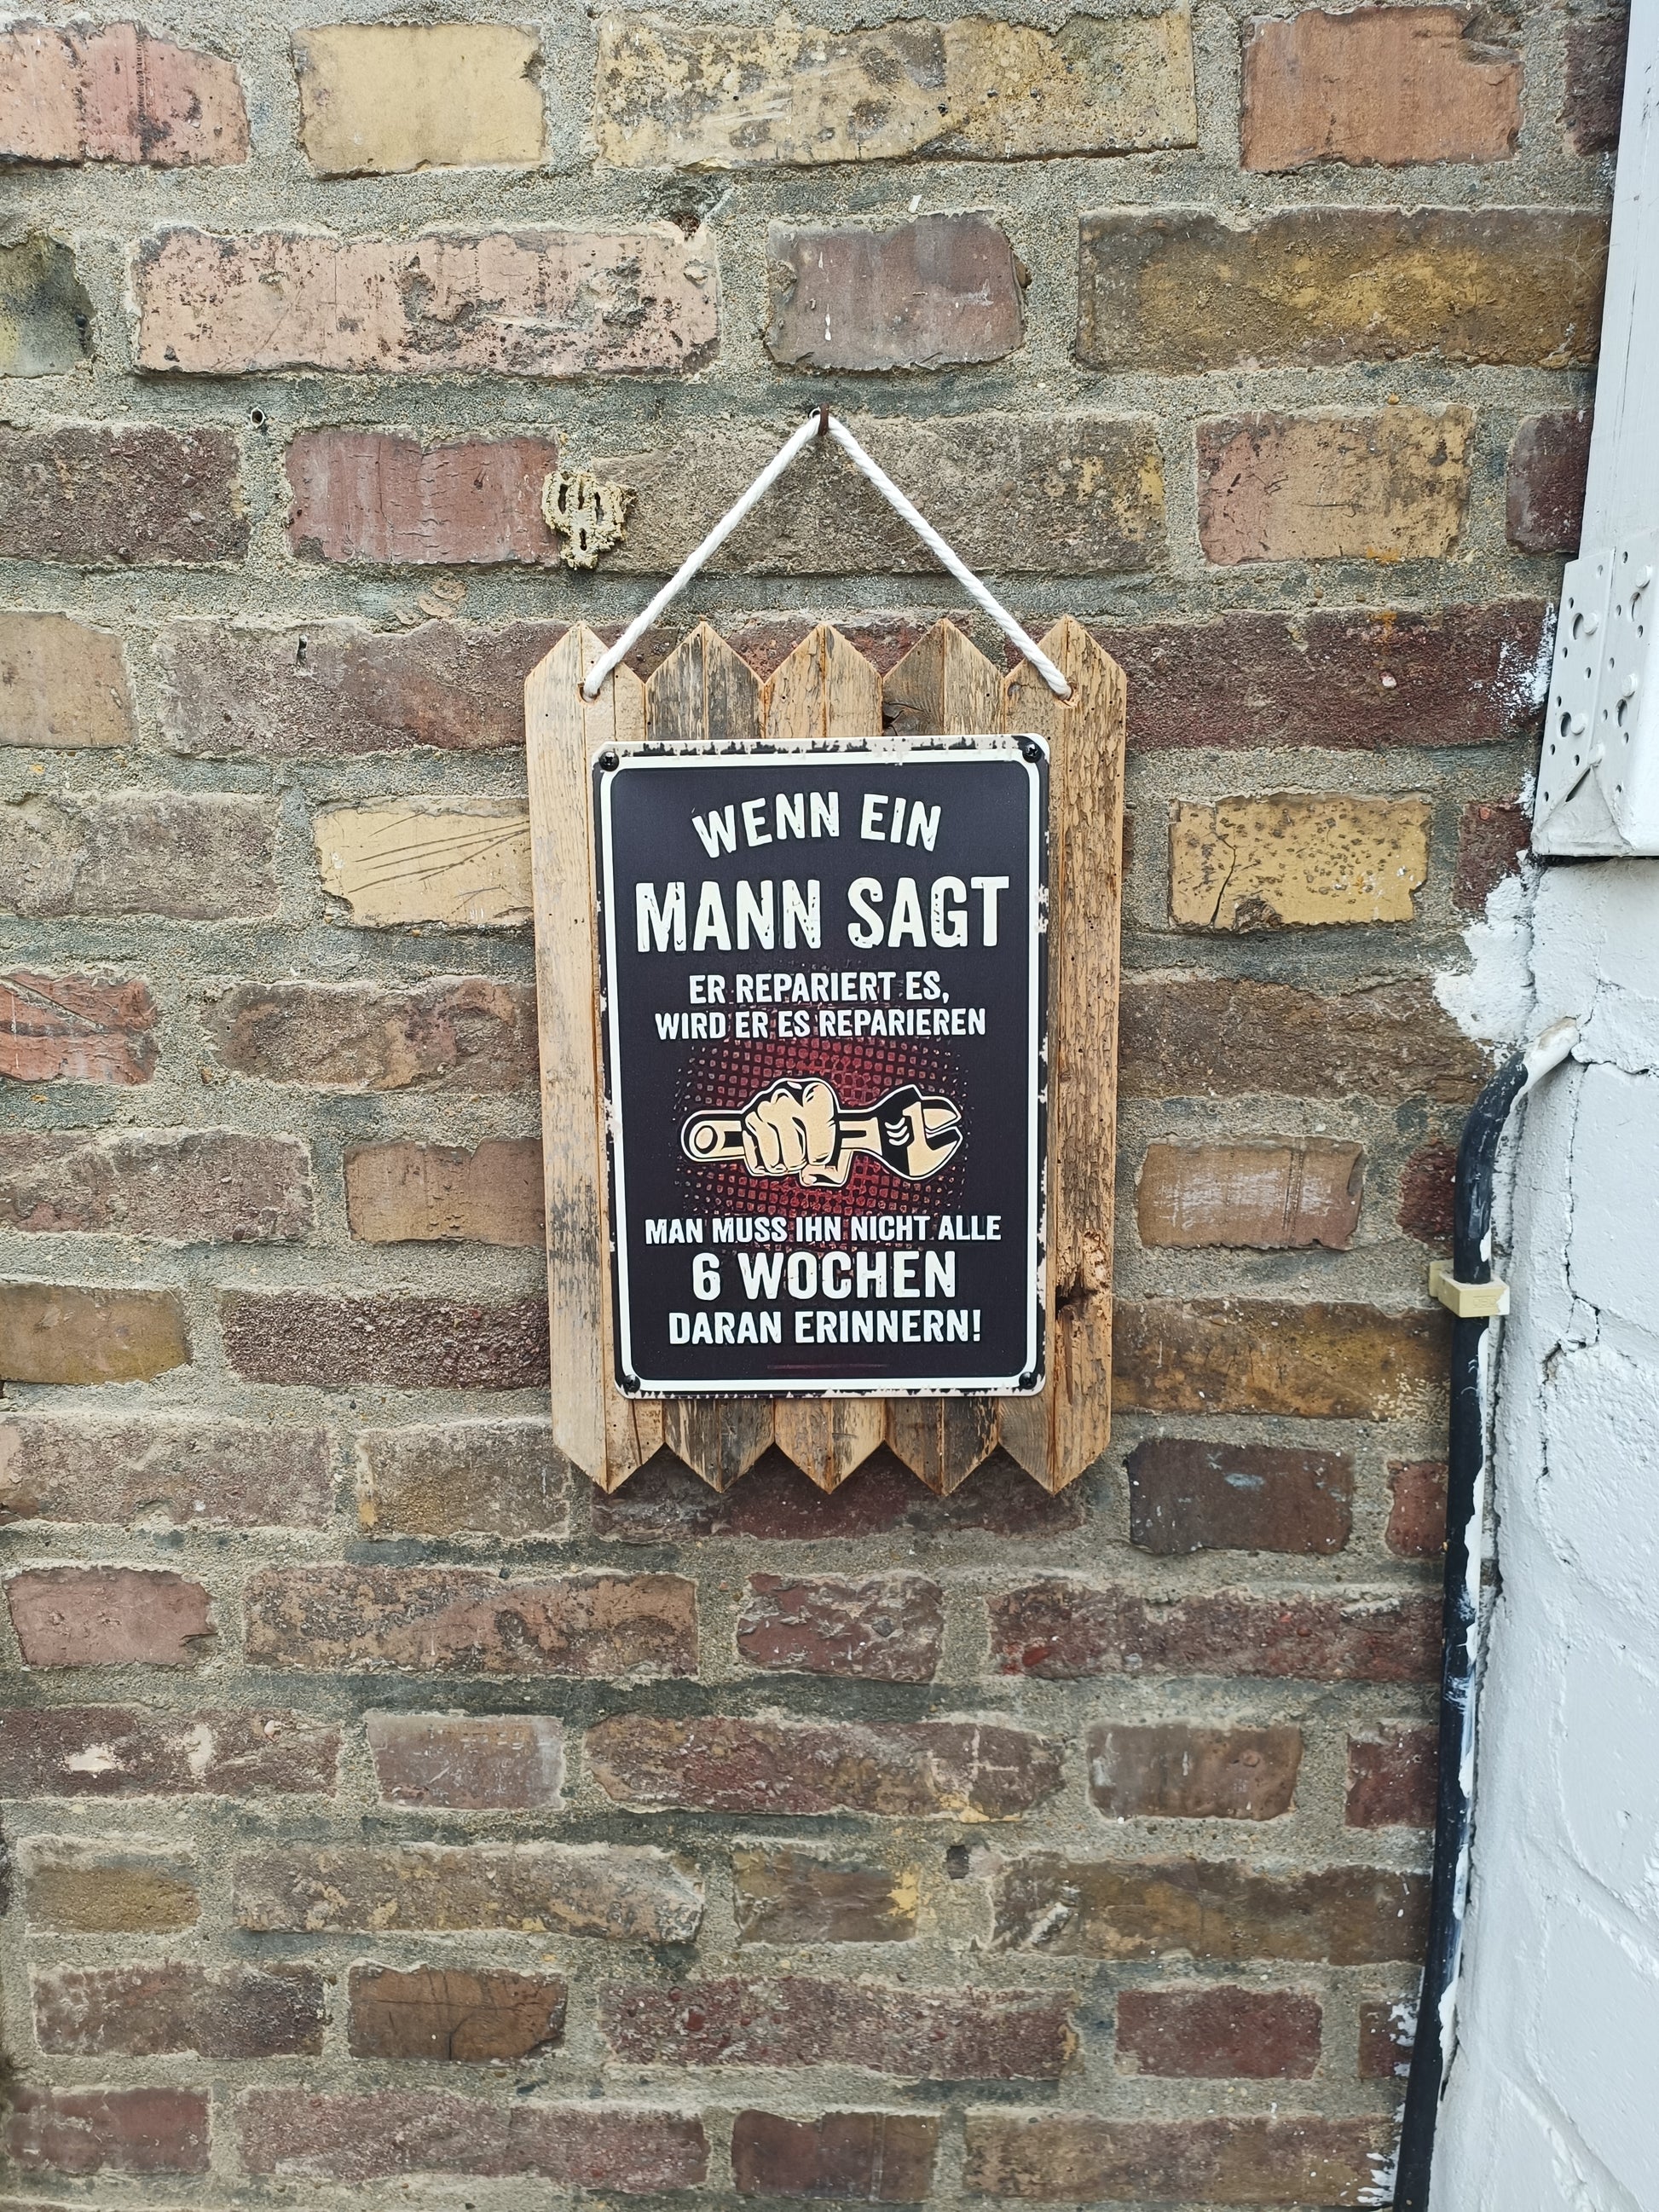 WENN EIN
MANN SAGT
ER REPARIERT ES,
WIRD ER ES REPARIEREN
MAN MUSS IHN NICHT ALLE
6 WOCHEN
DARAN ERINNERN!